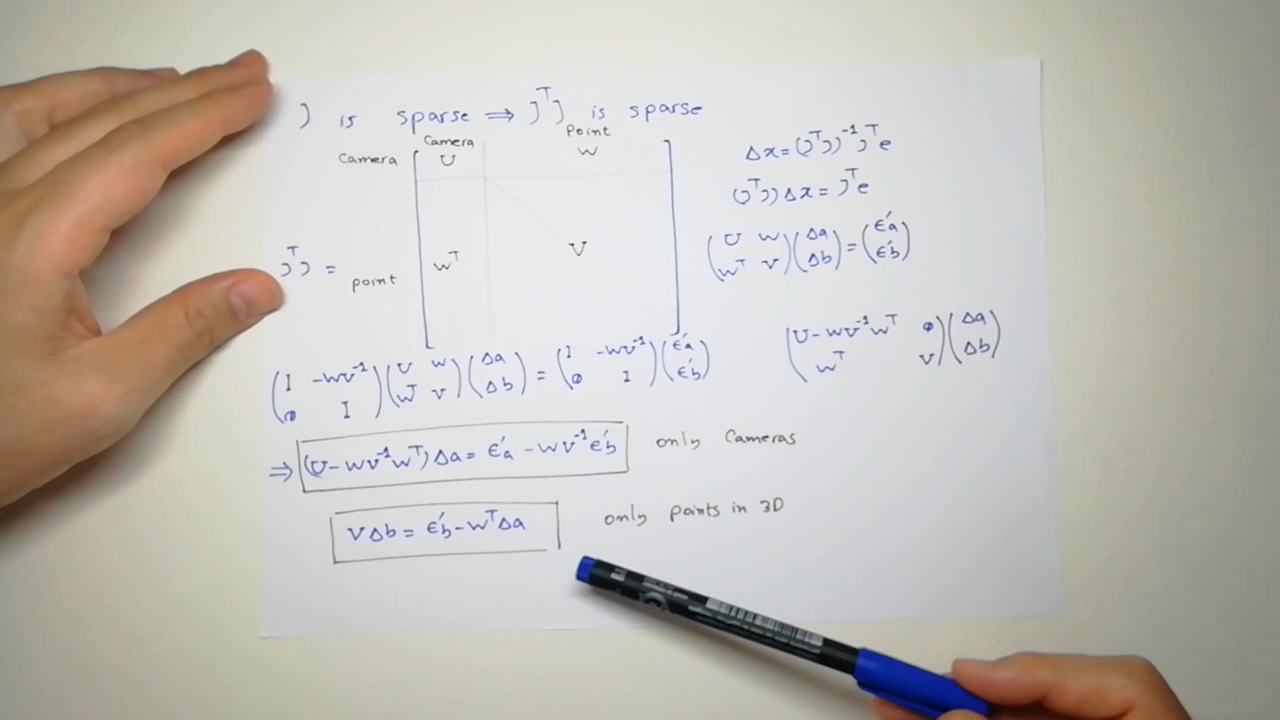 J is sparse ⇒ JᵀJ is sparse
Camera Point
Camera U W
JᵀJ =
point Wᵀ V
Δx = (JᵀJ)⁻¹Jᵀe
(JᵀJ)Δx = Jᵀe
(U W; Wᵀ V)(Δa; Δb) = (ϵ'a; ϵ'b)
(U-WV⁻¹Wᵀ 0; Wᵀ V)(Δa; Δb)
(I -WV⁻¹; 0 I)(U W; Wᵀ V)(Δa; Δb) = (I -WV⁻¹; 0 I)(ϵ'a; ϵ'b)
⇒ (U-WV⁻¹Wᵀ)Δa = ϵ'a - WV⁻¹ϵ'b only Cameras
VΔb = ϵ'b - WᵀΔa only points in 3D